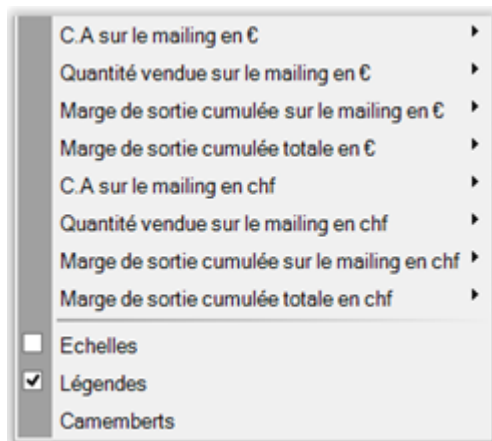 C.A sur le mailing en €
Quantité vendue sur le mailing en €
Marge de sortie cumulée sur le mailing en €
Marge de sortie cumulée totale en €
C.A sur le mailing en chf
Quantité vendue sur le mailing en chf
Marge de sortie cumulée sur le mailing en chf
Marge de sortie cumulée totale en chf
Echelles
Légendes
Camemberts